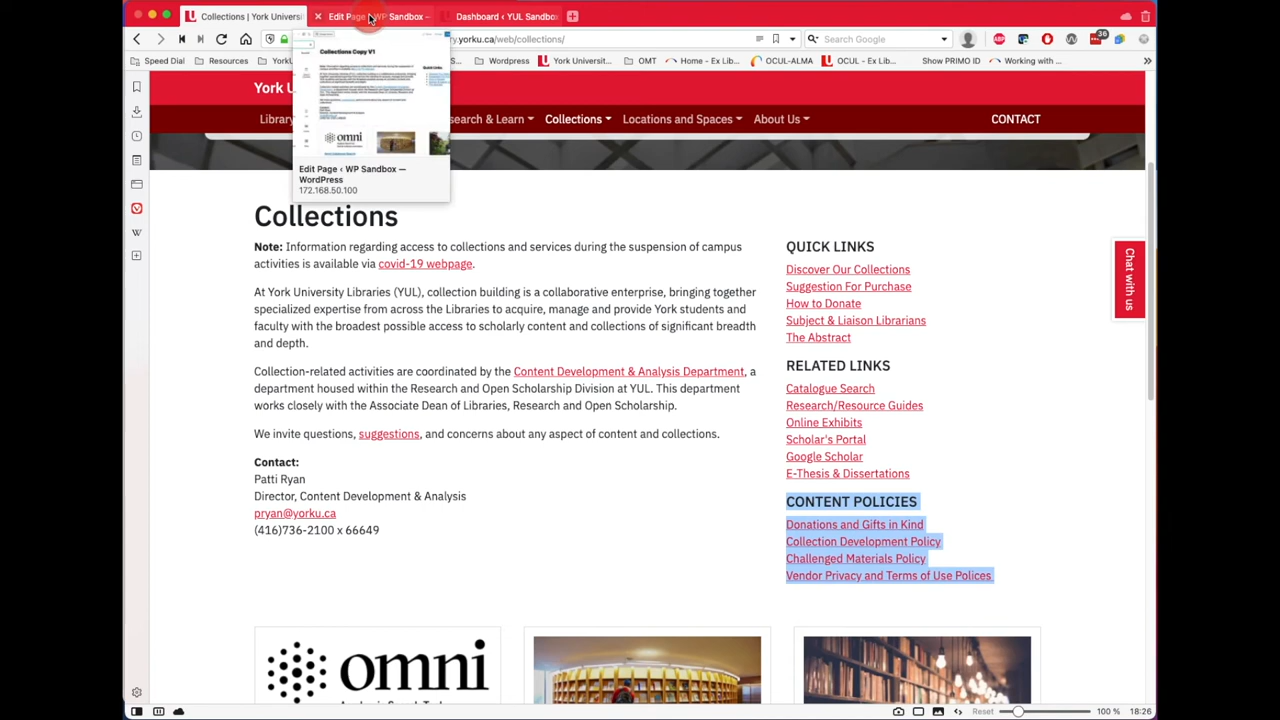 Collections | York Universi
Edit Page ‹ WP Sandbox —
Dashboard ‹ YUL Sandbox
ry.yorku.ca/web/collections/
Search Google
36
Speed Dial
Resources
YorkU
Wordpress
York Universit...
OMT
Home - Ex Lib...
Show PRIMO ID
Working with ...
Collections Copy V1
omni
Edit Page ‹ WP Sandbox —
WordPress
172.168.50.100
York U
Library
search & Learn
Collections
Locations and Spaces
About Us
CONTACT
Collections
Note: Information regarding access to collections and services during the suspension of campus
activities is available via covid-19 webpage.
At York University Libraries (YUL), collection building is a collaborative enterprise, bringing together
specialized expertise from across the Libraries to acquire, manage and provide York students and
faculty with the broadest possible access to scholarly content and collections of significant breadth
and depth.
Collection-related activities are coordinated by the Content Development & Analysis Department, a
department housed within the Research and Open Scholarship Division at YUL. This department
works closely with the Associate Dean of Libraries, Research and Open Scholarship.
We invite questions, suggestions, and concerns about any aspect of content and collections.
Contact:
Patti Ryan
Director, Content Development & Analysis
pryan@yorku.ca
(416)736-2100 x 66649
QUICK LINKS
Discover Our Collections
Suggestion For Purchase
How to Donate
Subject & Liaison Librarians
The Abstract
RELATED LINKS
Catalogue Search
Research/Resource Guides
Online Exhibits
Scholar's Portal
Google Scholar
E-Thesis & Dissertations
CONTENT POLICIES
Donations and Gifts in Kind
Collection Development Policy
Challenged Materials Policy
Vendor Privacy and Terms of Use Polices
Chat with us
omni
Reset
100 %
18:26